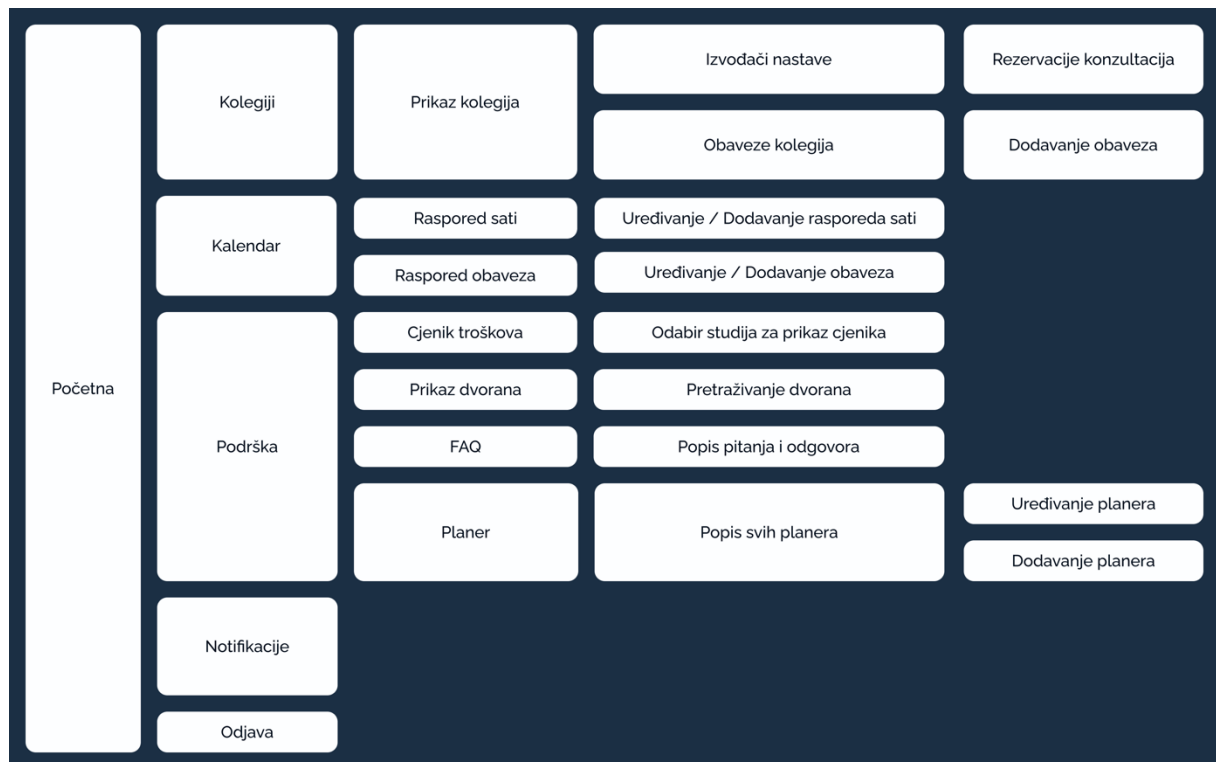 Početna
Kolegiji
Prikaz kolegija
Izvođači nastave
Rezervacije konzultacija
Obaveze kolegija
Dodavanje obaveza
Kalendar
Raspored sati
Uređivanje / Dodavanje rasporeda sati
Raspored obaveza
Uređivanje / Dodavanje obaveza
Podrška
Cjenik troškova
Odabir studija za prikaz cjenika
Prikaz dvorana
Pretraživanje dvorana
FAQ
Popis pitanja i odgovora
Planer
Popis svih planera
Uređivanje planera
Dodavanje planera
Notifikacije
Odjava